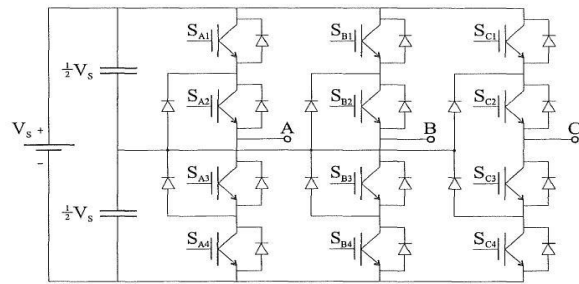 S_A1 S_B1 S_C1
½V_S
S_A2 S_B2 S_C2
A B C
V_S + −
S_A3 S_B3 S_C3
½V_S
S_A4 S_B4 S_C4